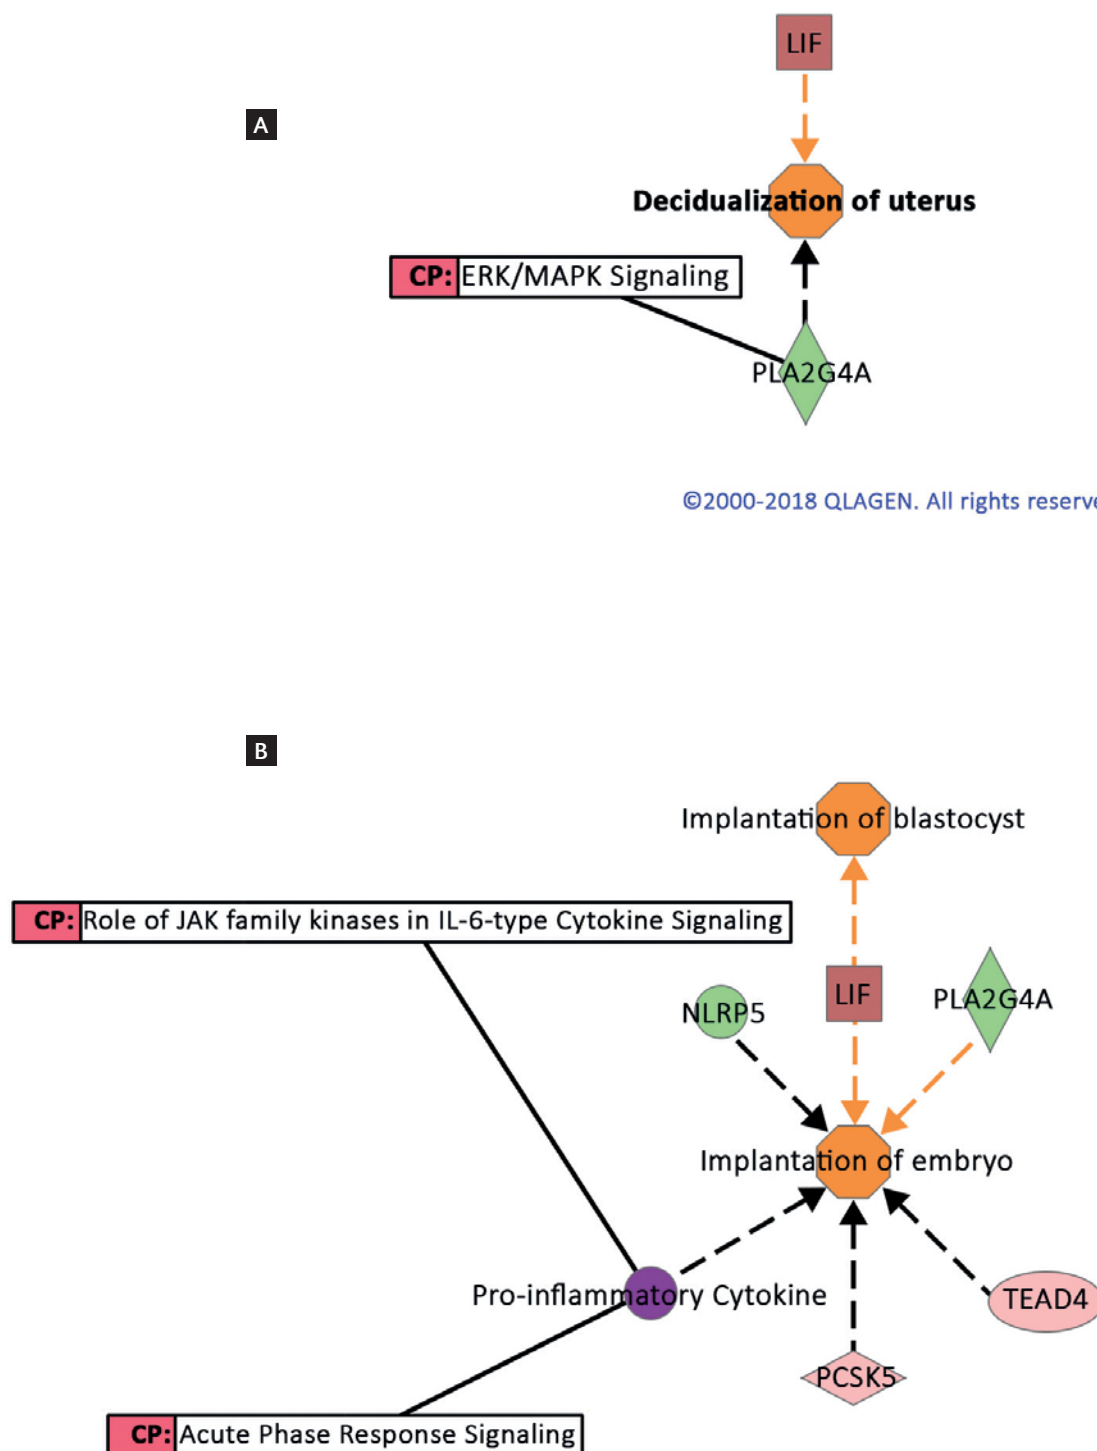 LIF
A
Decidualization of uterus
CP: ERK/MAPK Signaling
PLA2G4A
©2000-2018 QLAGEN. All rights reserve
B
Implantation of blastocyst
CP: Role of JAK family kinases in IL-6-type Cytokine Signaling
LIF
PLA2G4A
NLRP5
Implantation of embryo
Pro-inflammatory Cytokine
TEAD4
PCSK5
CP: Acute Phase Response Signaling